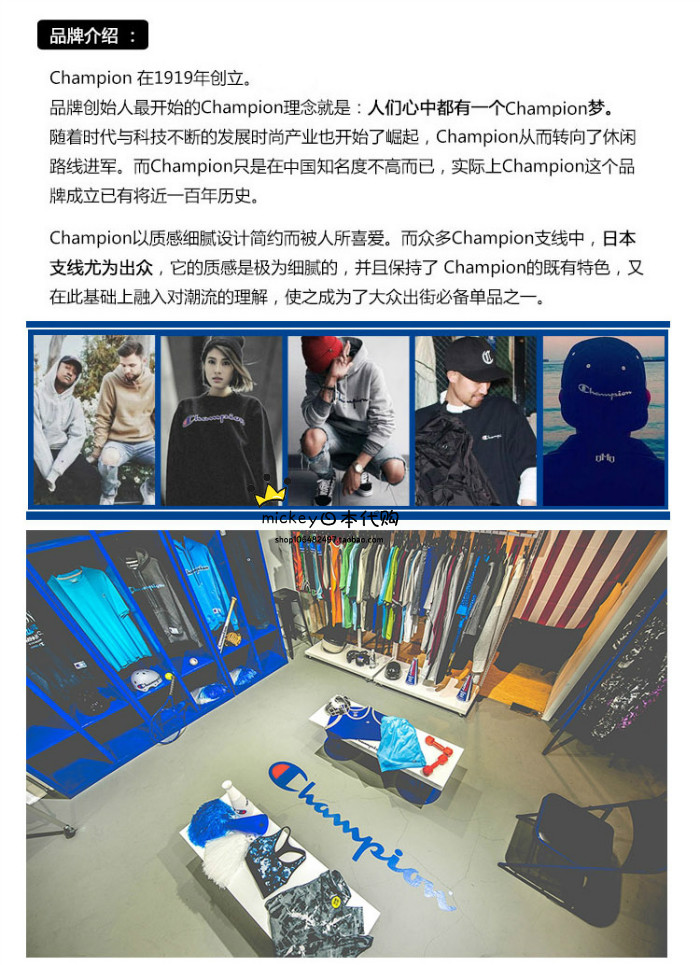 品牌介绍 ：
Champion 在1919年创立。
品牌创始人最开始的Champion理念就是：人们心中都有一个Champion梦。
随着时代与科技不断的发展时尚产业也开始了崛起，Champion从而转向了休闲
路线进军。而Champion只是在中国知名度不高而已，实际上Champion这个品
牌成立已有将近一百年历史。
Champion以质感细腻设计简约而被人所喜爱。而众多Champion支线中，日本
支线尤为出众，它的质感是极为细腻的，并且保持了 Champion的既有特色，又
在此基础上融入对潮流的理解，使之成为了大众出街必备单品之一。
Champion
Champion
C
Champion
Champion
mickey日本代购
shop106482497.taobao.com
Champion
Champion
Champion